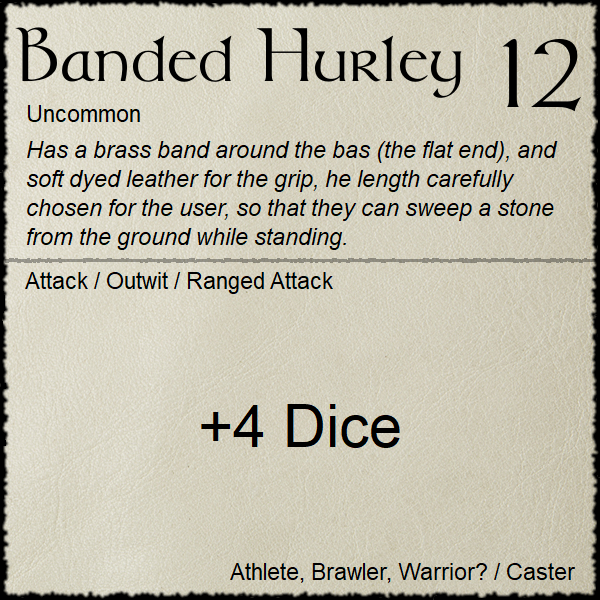 Banded Hurley 12
Uncommon
Has a brass band around the bas (the flat end), and
soft dyed leather for the grip, he length carefully
chosen for the user, so that they can sweep a stone
from the ground while standing.
Attack / Outwit / Ranged Attack
+4 Dice
Athlete, Brawler, Warrior? / Caster